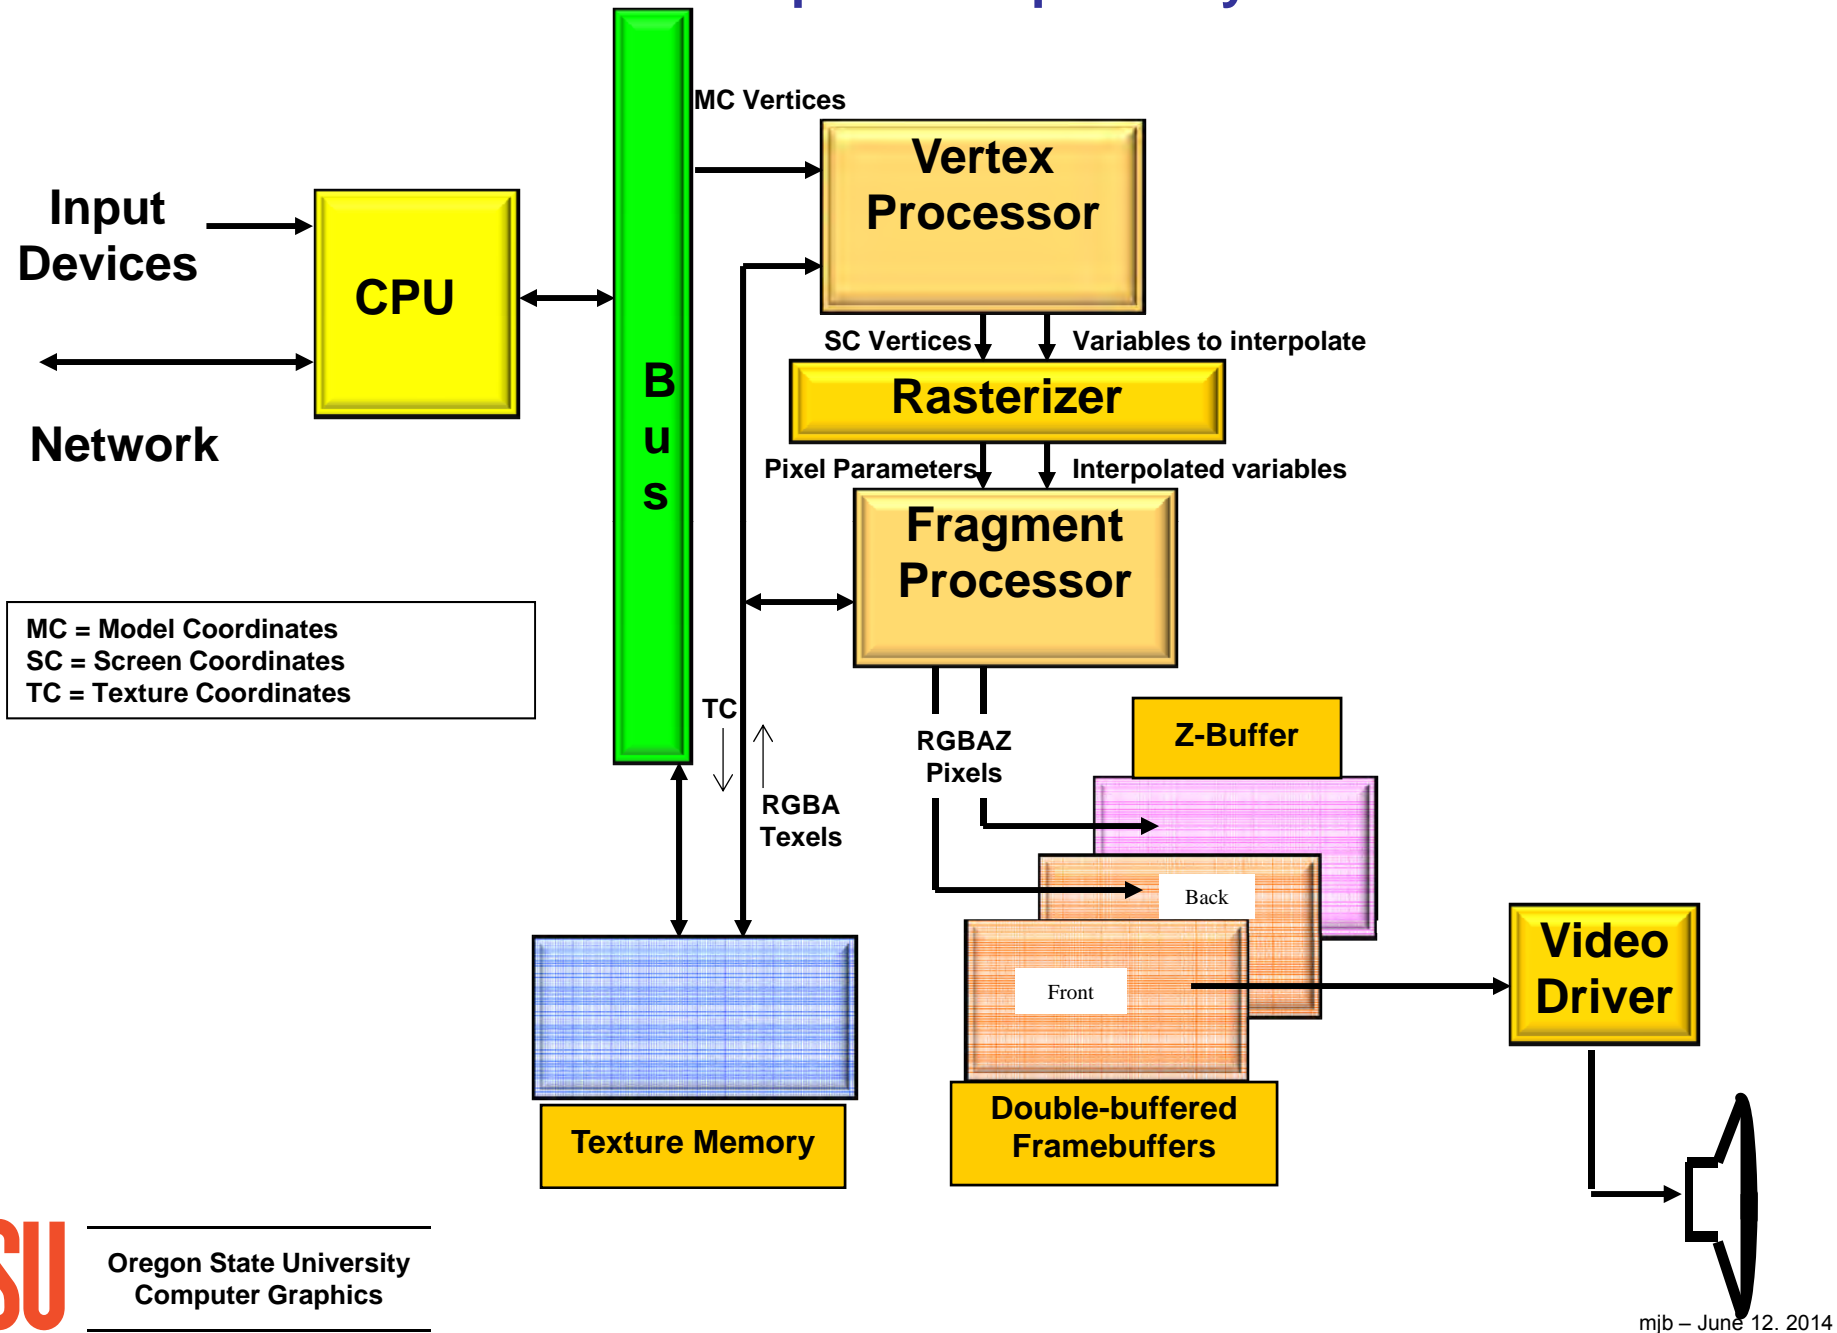 MC Vertices
Vertex
Processor
Input
Devices
CPU
SC Vertices
Variables to interpolate
B
u
s
Rasterizer
Network
Pixel Parameters
Interpolated variables
Fragment
Processor
MC = Model Coordinates
SC = Screen Coordinates
TC = Texture Coordinates
TC
RGBAZ
Pixels
Z-Buffer
RGBA
Texels
Back
Front
Video
Driver
Double-buffered
Framebuffers
Texture Memory
SU
Oregon State University
Computer Graphics
mjb – June 12, 2014